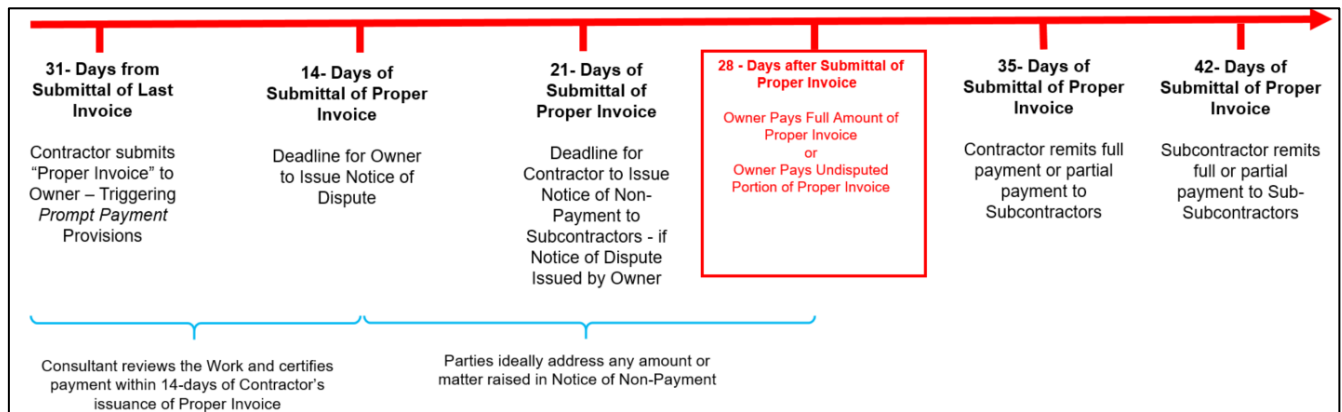 31- Days from
Submittal of Last
Invoice
Contractor submits
“Proper Invoice” to
Owner – Triggering
Prompt Payment
Provisions
14- Days of
Submittal of Proper
Invoice
Deadline for Owner
to Issue Notice of
Dispute
21- Days of
Submittal of
Proper Invoice
Deadline for
Contractor to Issue
Notice of Non-
Payment to
Subcontractors - if
Notice of Dispute
Issued by Owner
28 - Days after Submittal of
Proper Invoice
Owner Pays Full Amount of
Proper Invoice
or
Owner Pays Undisputed
Portion of Proper Invoice
35- Days of
Submittal of Proper
Invoice
Contractor remits full
payment or partial
payment to
Subcontractors
42- Days of
Submittal of Proper
Invoice
Subcontractor remits
full or partial
payment to Sub-
Subcontractors
Consultant reviews the Work and certifies
payment within 14-days of Contractor’s
issuance of Proper Invoice
Parties ideally address any amount or
matter raised in Notice of Non-Payment